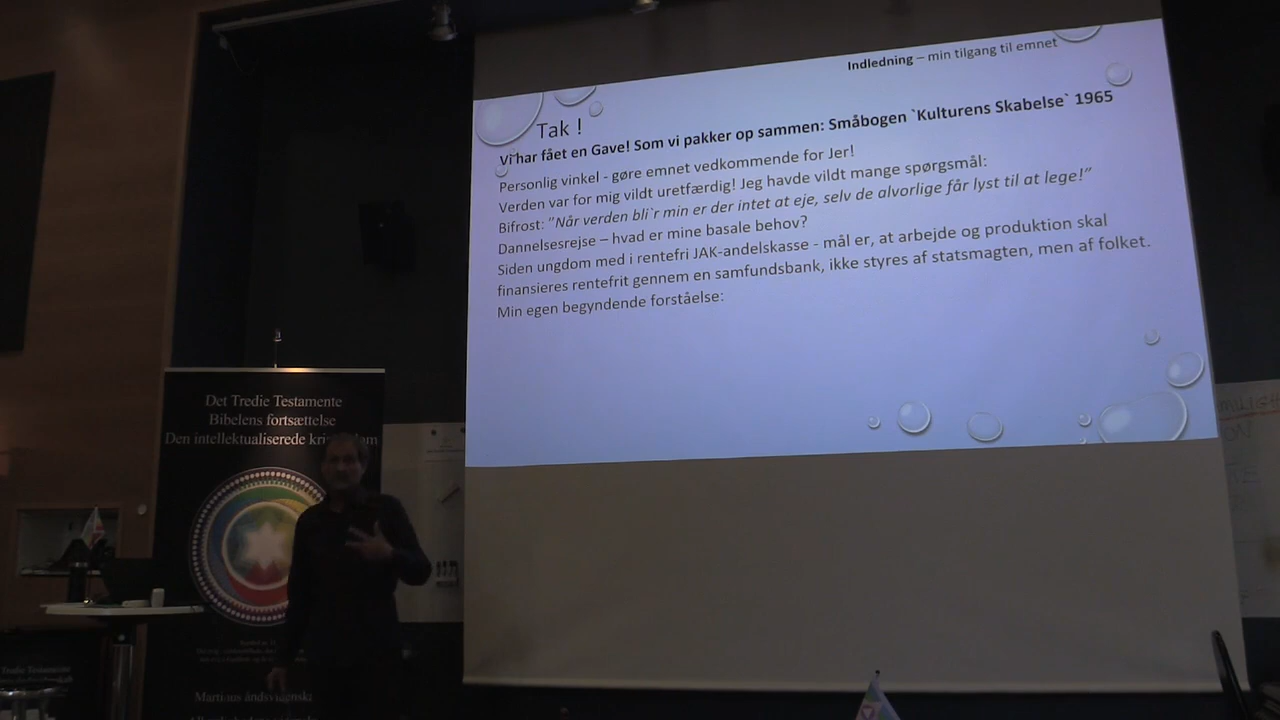 Indledning – min tilgang til emnet
Tak !
Vi har fået en Gave! Som vi pakker op sammen: Småbogen `Kulturens Skabelse` 1965
Personlig vinkel - gøre emnet vedkommende for Jer!
Verden var for mig vildt uretfærdig! Jeg havde vildt mange spørgsmål:
Bifrost: "Når verden bli`r min er der intet at eje, selv de alvorlige får lyst til at lege!"
Dannelsesrejse – hvad er mine basale behov?
Siden ungdom med i rentefri JAK-andelskasse - mål er, at arbejde og produktion skal
finansieres rentefrit gennem en samfundsbank, ikke styres af statsmagten, men af folket.
Min egen begyndende forståelse:
Det Tredie Testamente
Bibelens fortsættelse
Den intellektualiserede
Tredie Testamente